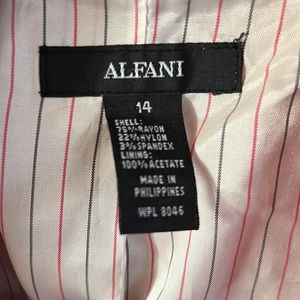 ALFANI
14
SHELL:
75% RAYON
22% NYLON
3% SPANDEX
LINING:
100% ACETATE
MADE IN
PHILIPPINES
WPL 8046